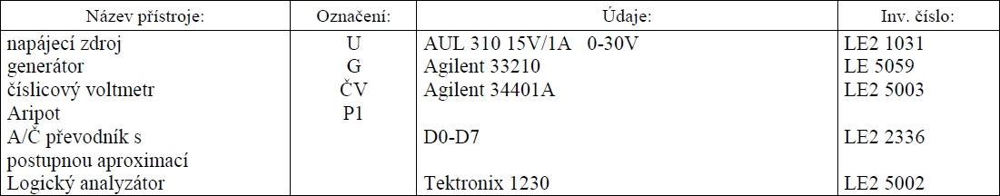 Název přístroje: Označení: Údaje: Inv. číslo:
napájecí zdroj U AUL 310 15V/1A 0-30V LE2 1031
generátor G Agilent 33210 LE 5059
číslicový voltmetr ČV Agilent 34401A LE2 5003
Aripot P1
A/Č převodník s D0-D7 LE2 2336
postupnou aproximací
Logický analyzátor Tektronix 1230 LE2 5002